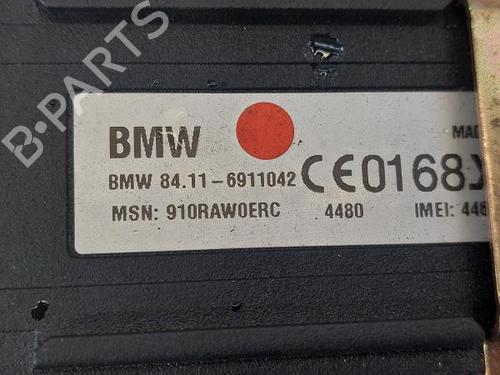 B-PARTS
BMW
MAD
BMW 84.11-6911042 CE0168
MSN: 910RAW0ERC 4480 IMEI: 446